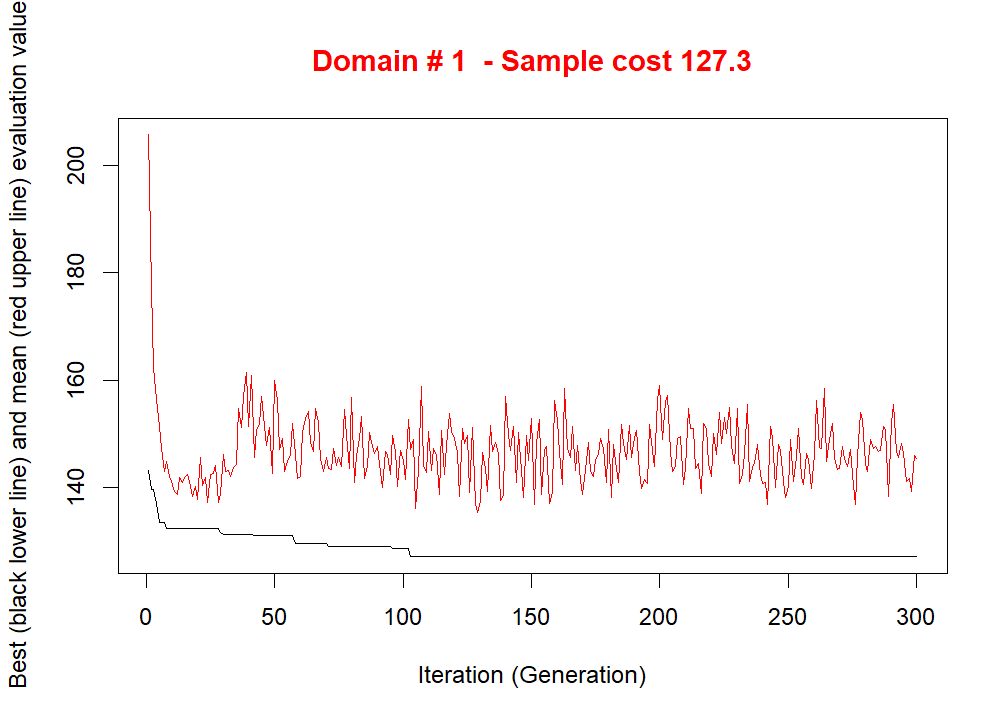 Domain # 1  - Sample cost 127.3
Best (black lower line) and mean (red upper line) evaluation value
200
180
160
140
0 50 100 150 200 250 300
Iteration (Generation)